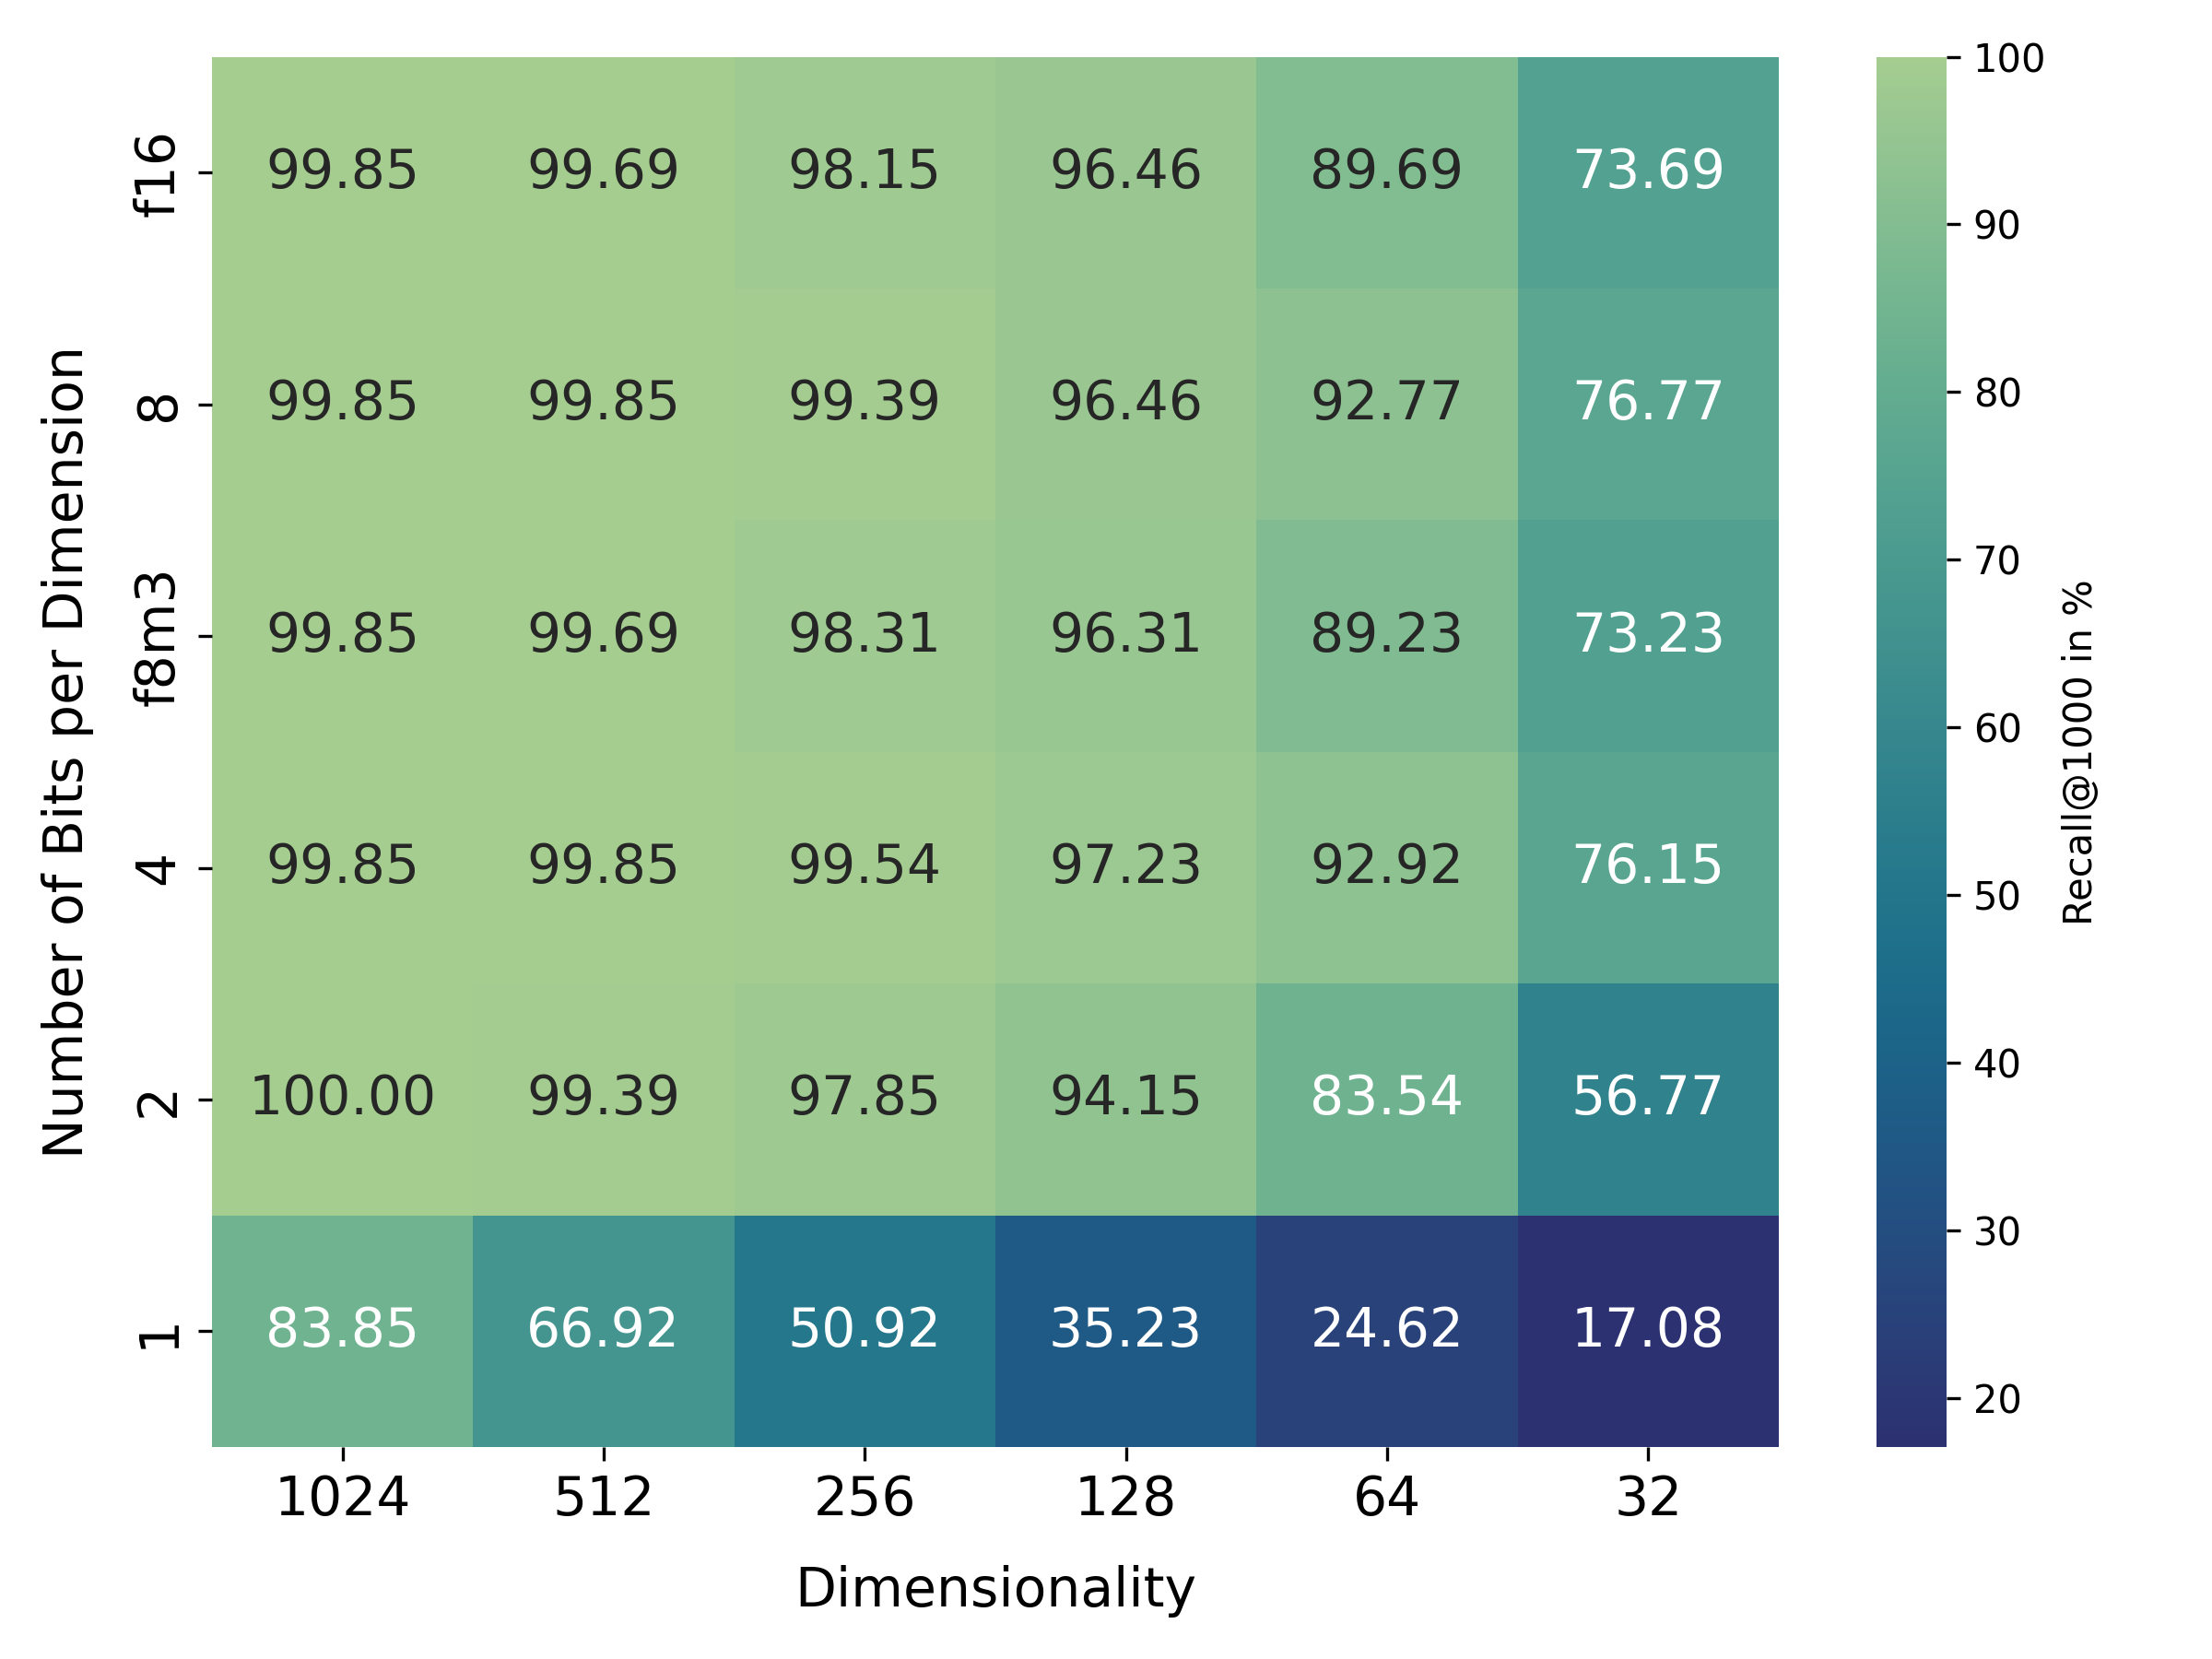 Number of Bits per Dimension
f16 99.85 99.69 98.15 96.46 89.69 73.69
8 99.85 99.85 99.39 96.46 92.77 76.77
f8m3 99.85 99.69 98.31 96.31 89.23 73.23
4 99.85 99.85 99.54 97.23 92.92 76.15
2 100.00 99.39 97.85 94.15 83.54 56.77
1 83.85 66.92 50.92 35.23 24.62 17.08
1024 512 256 128 64 32
Dimensionality
100
90
80
70
60
50
40
30
20
Recall@1000 in %